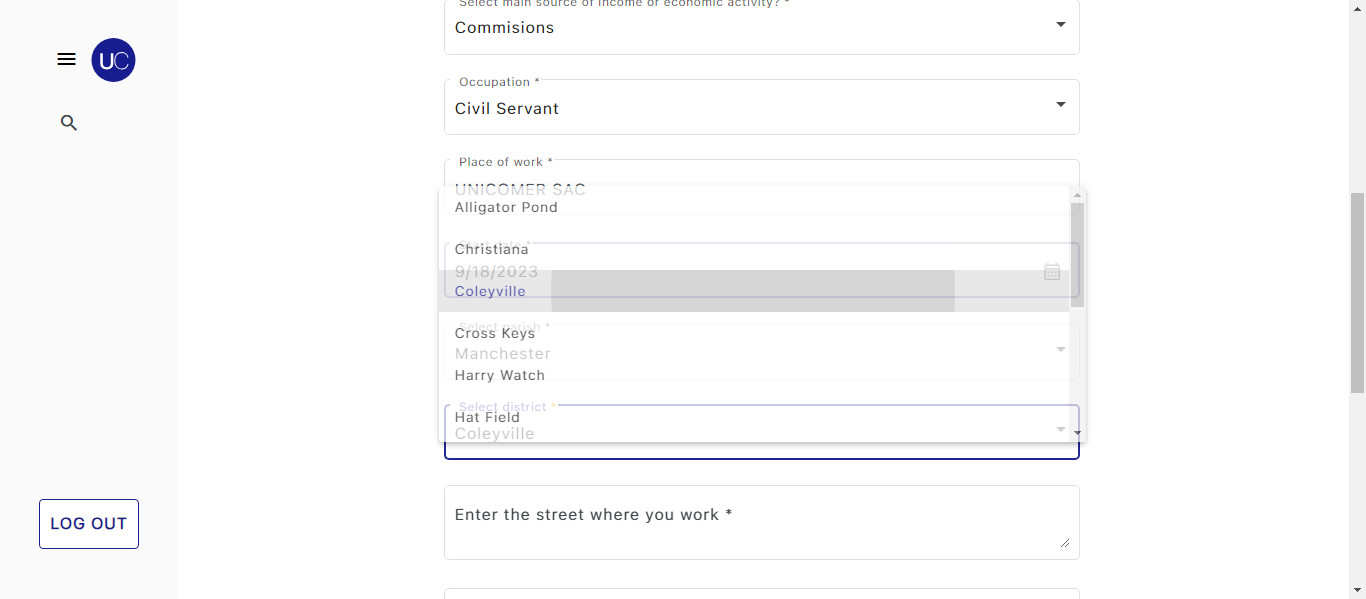 Select main source of income or economic activity? *
Commisions
UC
Occupation *
Civil Servant
Place of work *
UNICOMER SAC
Alligator Pond
Start date *
Christiana
9/18/2023
Coleyville
Select parish *
Cross Keys
Manchester
Harry Watch
Select district *
Hat Field
Coleyville
LOG OUT
Enter the street where you work *